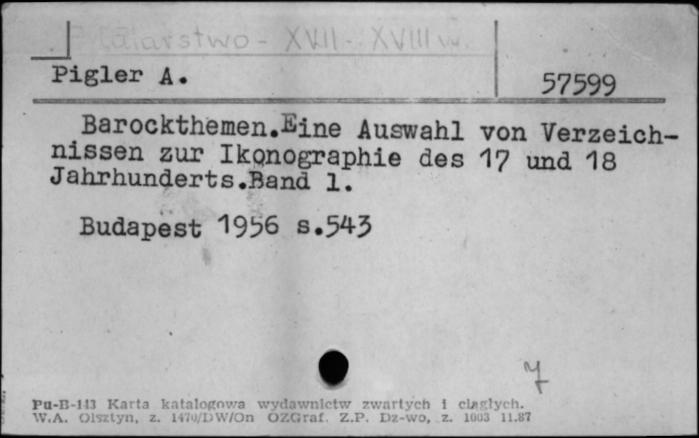 Malarstwo - XVII - XVIII w.
Pigler A.
57599
Barockthemen.Eine Auswahl von Verzeich-
nissen zur Ikonographie des 17 und 18
Jahrhunderts.Band 1.
Budapest 1956 s.543
Pu-B-143 Karta katalogowa wydawnictw zwartych i ciągłych.
W.A. Olsztyn, z. 1470/DW/On OZGraf. Z.P. Dz-wo, z. 1003 11.87